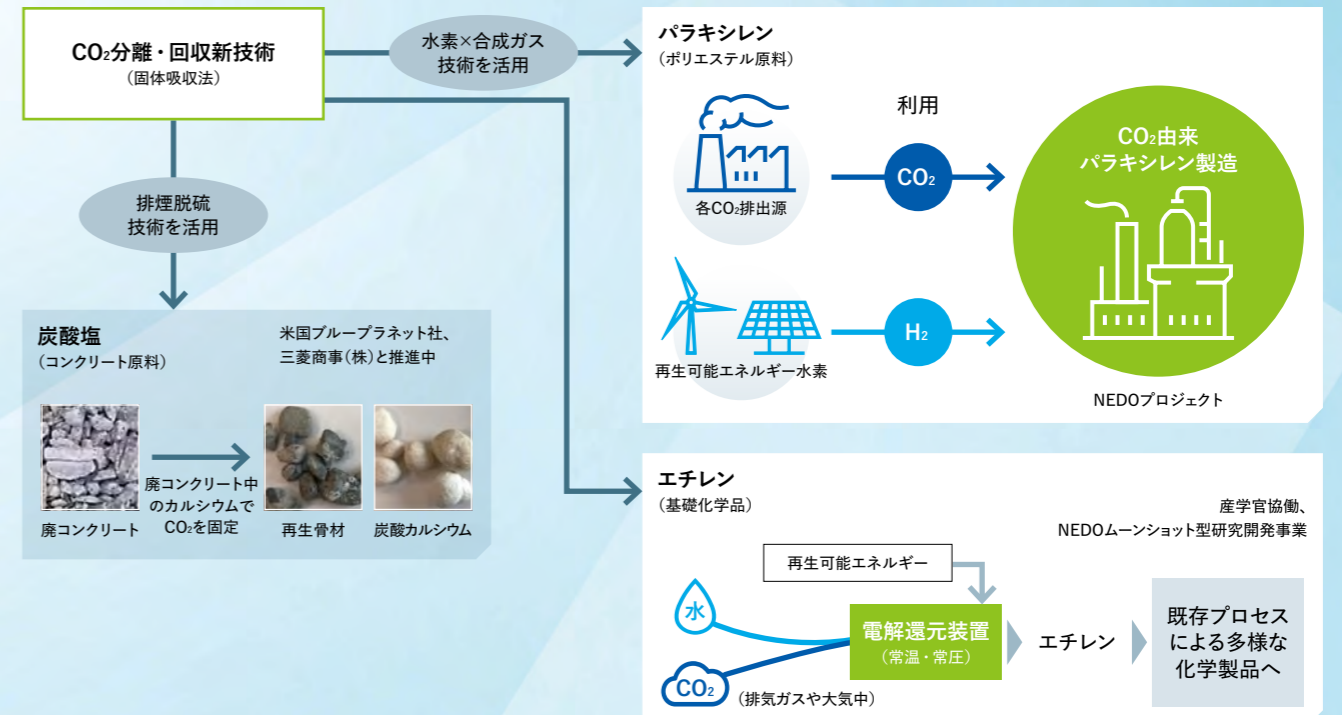 CO₂分離・回収新技術
(固体吸収法)
水素×合成ガス
技術を活用
排煙脱硫
技術を活用
炭酸塩
(コンクリート原料)
米国ブループラネット社、
三菱商事(株)と推進中
廃コンクリート
廃コンクリート中
のカルシウムで
CO₂を固定
再生骨材
炭酸カルシウム
パラキシレン
(ポリエステル原料)
各CO₂排出源
利用
CO₂
再生可能エネルギー水素
H₂
CO₂由来
パラキシレン製造
NEDOプロジェクト
エチレン
(基礎化学品)
産学官協働、
NEDOムーンショット型研究開発事業
再生可能エネルギー
水
CO₂
(排気ガスや大気中)
電解還元装置
(常温・常圧)
エチレン
既存プロセス
による多様な
化学製品へ